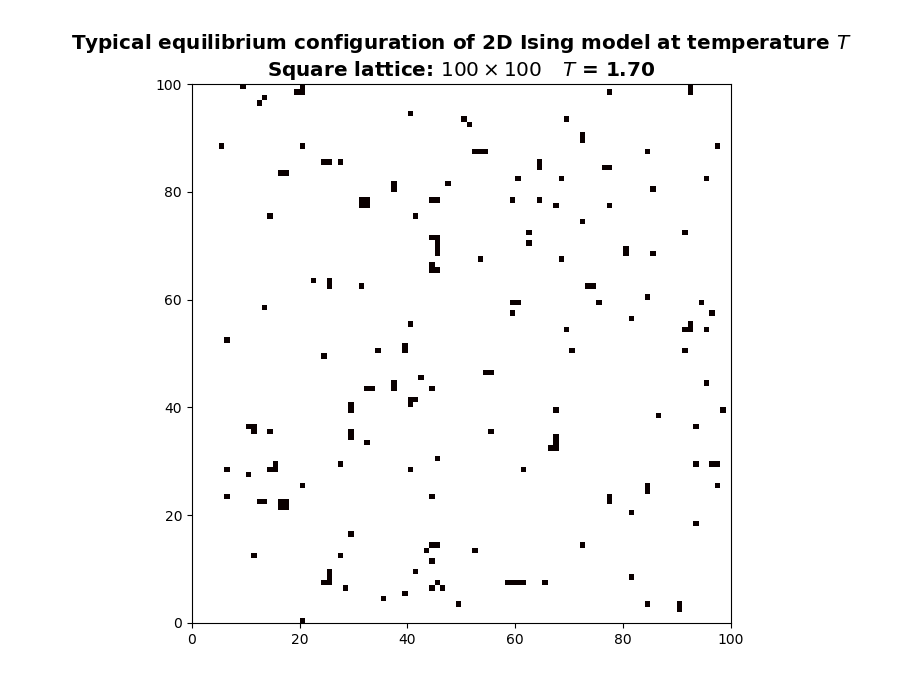 Typical equilibrium configuration of 2D Ising model at temperature T
Square lattice: 100 × 100 T = 1.70
100
80
60
40
20
0
0 20 40 60 80 100